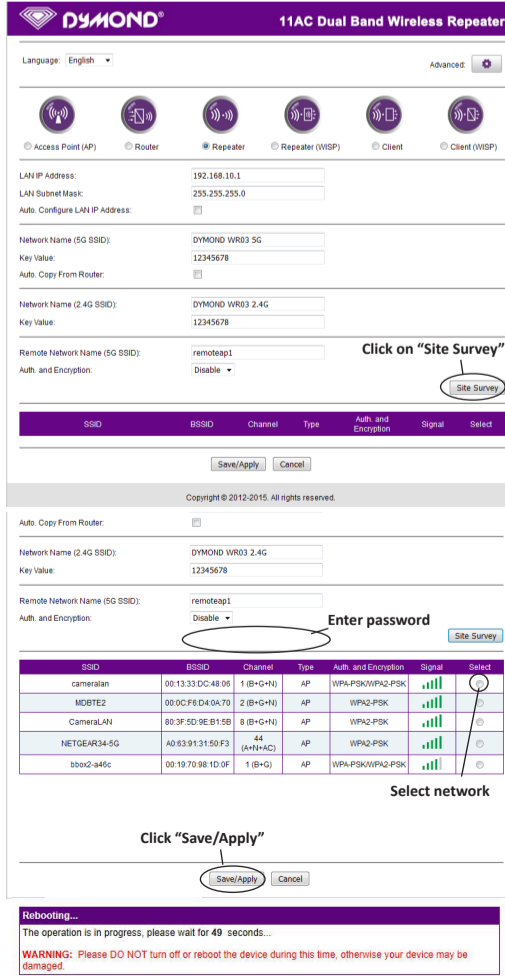 DYMOND® 11AC Dual Band Wireless Repeater
Language: English Advanced:
Access Point (AP) Router Repeater Repeater (WISP) Client Client (WISP)
LAN IP Address: 192.168.10.1
LAN Subnet Mask: 255.255.255.0
Auto. Configure LAN IP Address:
Network Name (5G SSID): DYMOND WR03 5G
Key Value: 12345678
Auto. Copy From Router:
Network Name (2.4G SSID): DYMOND WR03 2.4G
Key Value: 12345678
Remote Network Name (5G SSID): remoteap1
Click on “Site Survey”
Auth. and Encryption: Disable
Site Survey
SSID BSSID Channel Type Auth. and Encryption Signal Select
Save/Apply Cancel
Copyright © 2012-2015. All rights reserved.
Auto. Copy From Router:
Network Name (2.4G SSID): DYMOND WR03 2.4G
Key Value: 12345678
Remote Network Name (5G SSID): remoteap1
Auth. and Encryption: Disable
Enter password
Site Survey
SSID BSSID Channel Type Auth. and Encryption Signal Select
cameralan 00:13:33:DC:48:06 1 (B+G+N) AP WPA-PSK/WPA2-PSK
MDBTE2 00:0C:F6:D4:0A:70 2 (B+G+N) AP WPA2-PSK
CameraLAN 80:3F:5D:9E:B1:5B 8 (B+G+N) AP WPA2-PSK
NETGEAR34-5G A0:63:91:31:50:F3 44 (A+N+AC) AP WPA2-PSK
bbox2-a46c 00:19:70:98:1D:0F 1 (B+G) AP WPA-PSK/WPA2-PSK
Select network
Click “Save/Apply”
Save/Apply Cancel
Rebooting...
The operation is in progress, please wait for 49 seconds...
WARNING: Please DO NOT turn off or reboot the device during this time, otherwise your device may be
damaged.